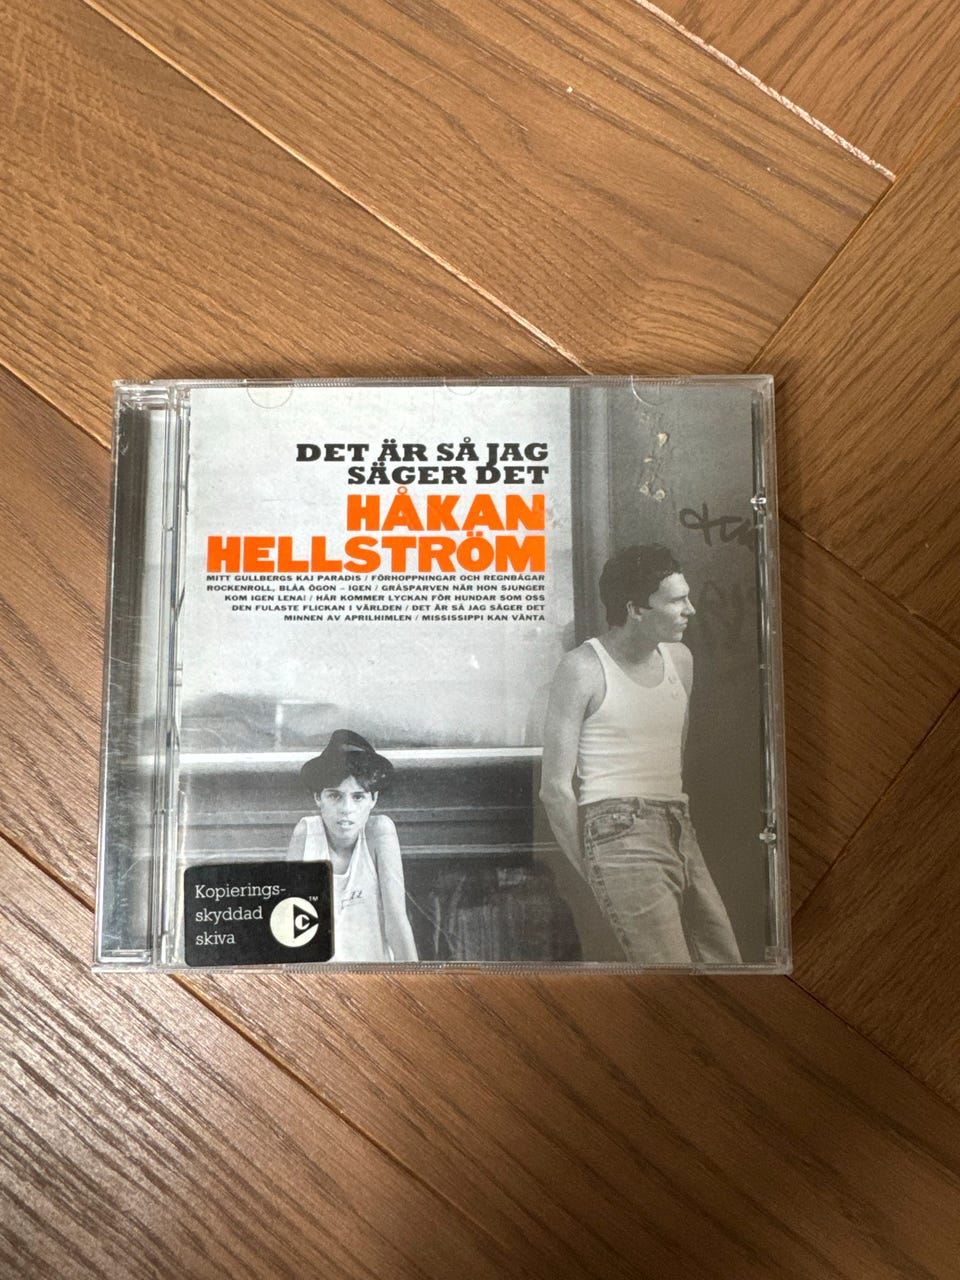 DET ÄR SÅ JAG
SÄGER DET
HÅKAN
HELLSTRÖM
MITT GULLBERGS KAJ PARADIS / FÖRHOPPNINGAR OCH REGNBÅGAR
ROCKENROLL, BLÅA ÖGON – IGEN / GRÅSPARVEN NÄR HON SJUNGER
KOM IGEN LENA! / HÄR KOMMER LYCKAN FÖR HUNDAR SOM OSS
DEN FULASTE FLICKAN I VÄRLDEN / DET ÄR SÅ JAG SÄGER DET
MINNEN AV APRILHIMLEN / MISSISSIPPI KAN VÄNTA
Kopierings-
skyddad
skiva
C
TM